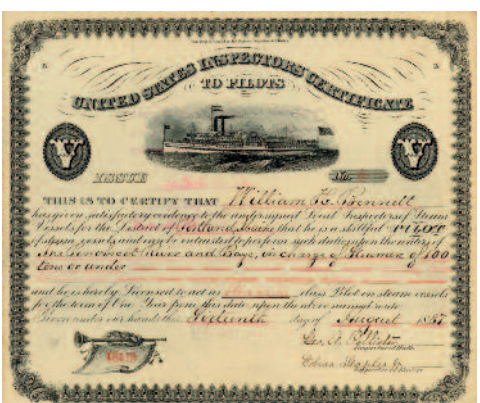 UNITED STATES INSPECTORS CERTIFICATE
TO PILOTS
V V
ISSUE No.
THIS IS TO CERTIFY THAT William H. Bennett
has given satisfactory evidence to the undersigned Local Inspectors of Steam
Vessels for the District of Portland Maine that he is a skillful PILOT
of steam vessels and may be intrusted to perform such duties upon the waters of
River and Bays, in charge of Steamer of 100
tons or under
and he is hereby Licensed to act as class Pilot on steam vessels
for the term of One Year from this date upon the above named route
Given under our hands this day of August 1887
Geo. A. Pollister
Staples